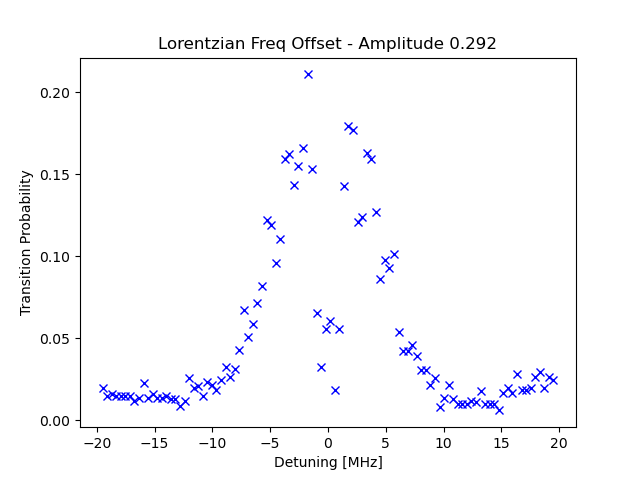 Lorentzian Freq Offset - Amplitude 0.292
Transition Probability
0.20
0.15
0.10
0.05
0.00
−20 −15 −10 −5 0 5 10 15 20
Detuning [MHz]